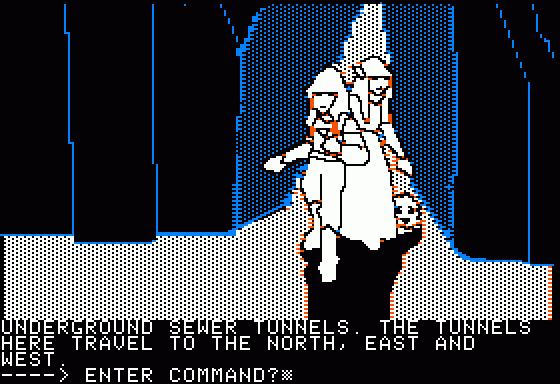 UNDERGROUND SEWER TUNNELS. THE TUNNELS
HERE TRAVEL TO THE NORTH, EAST AND
WEST.
----> ENTER COMMAND?※